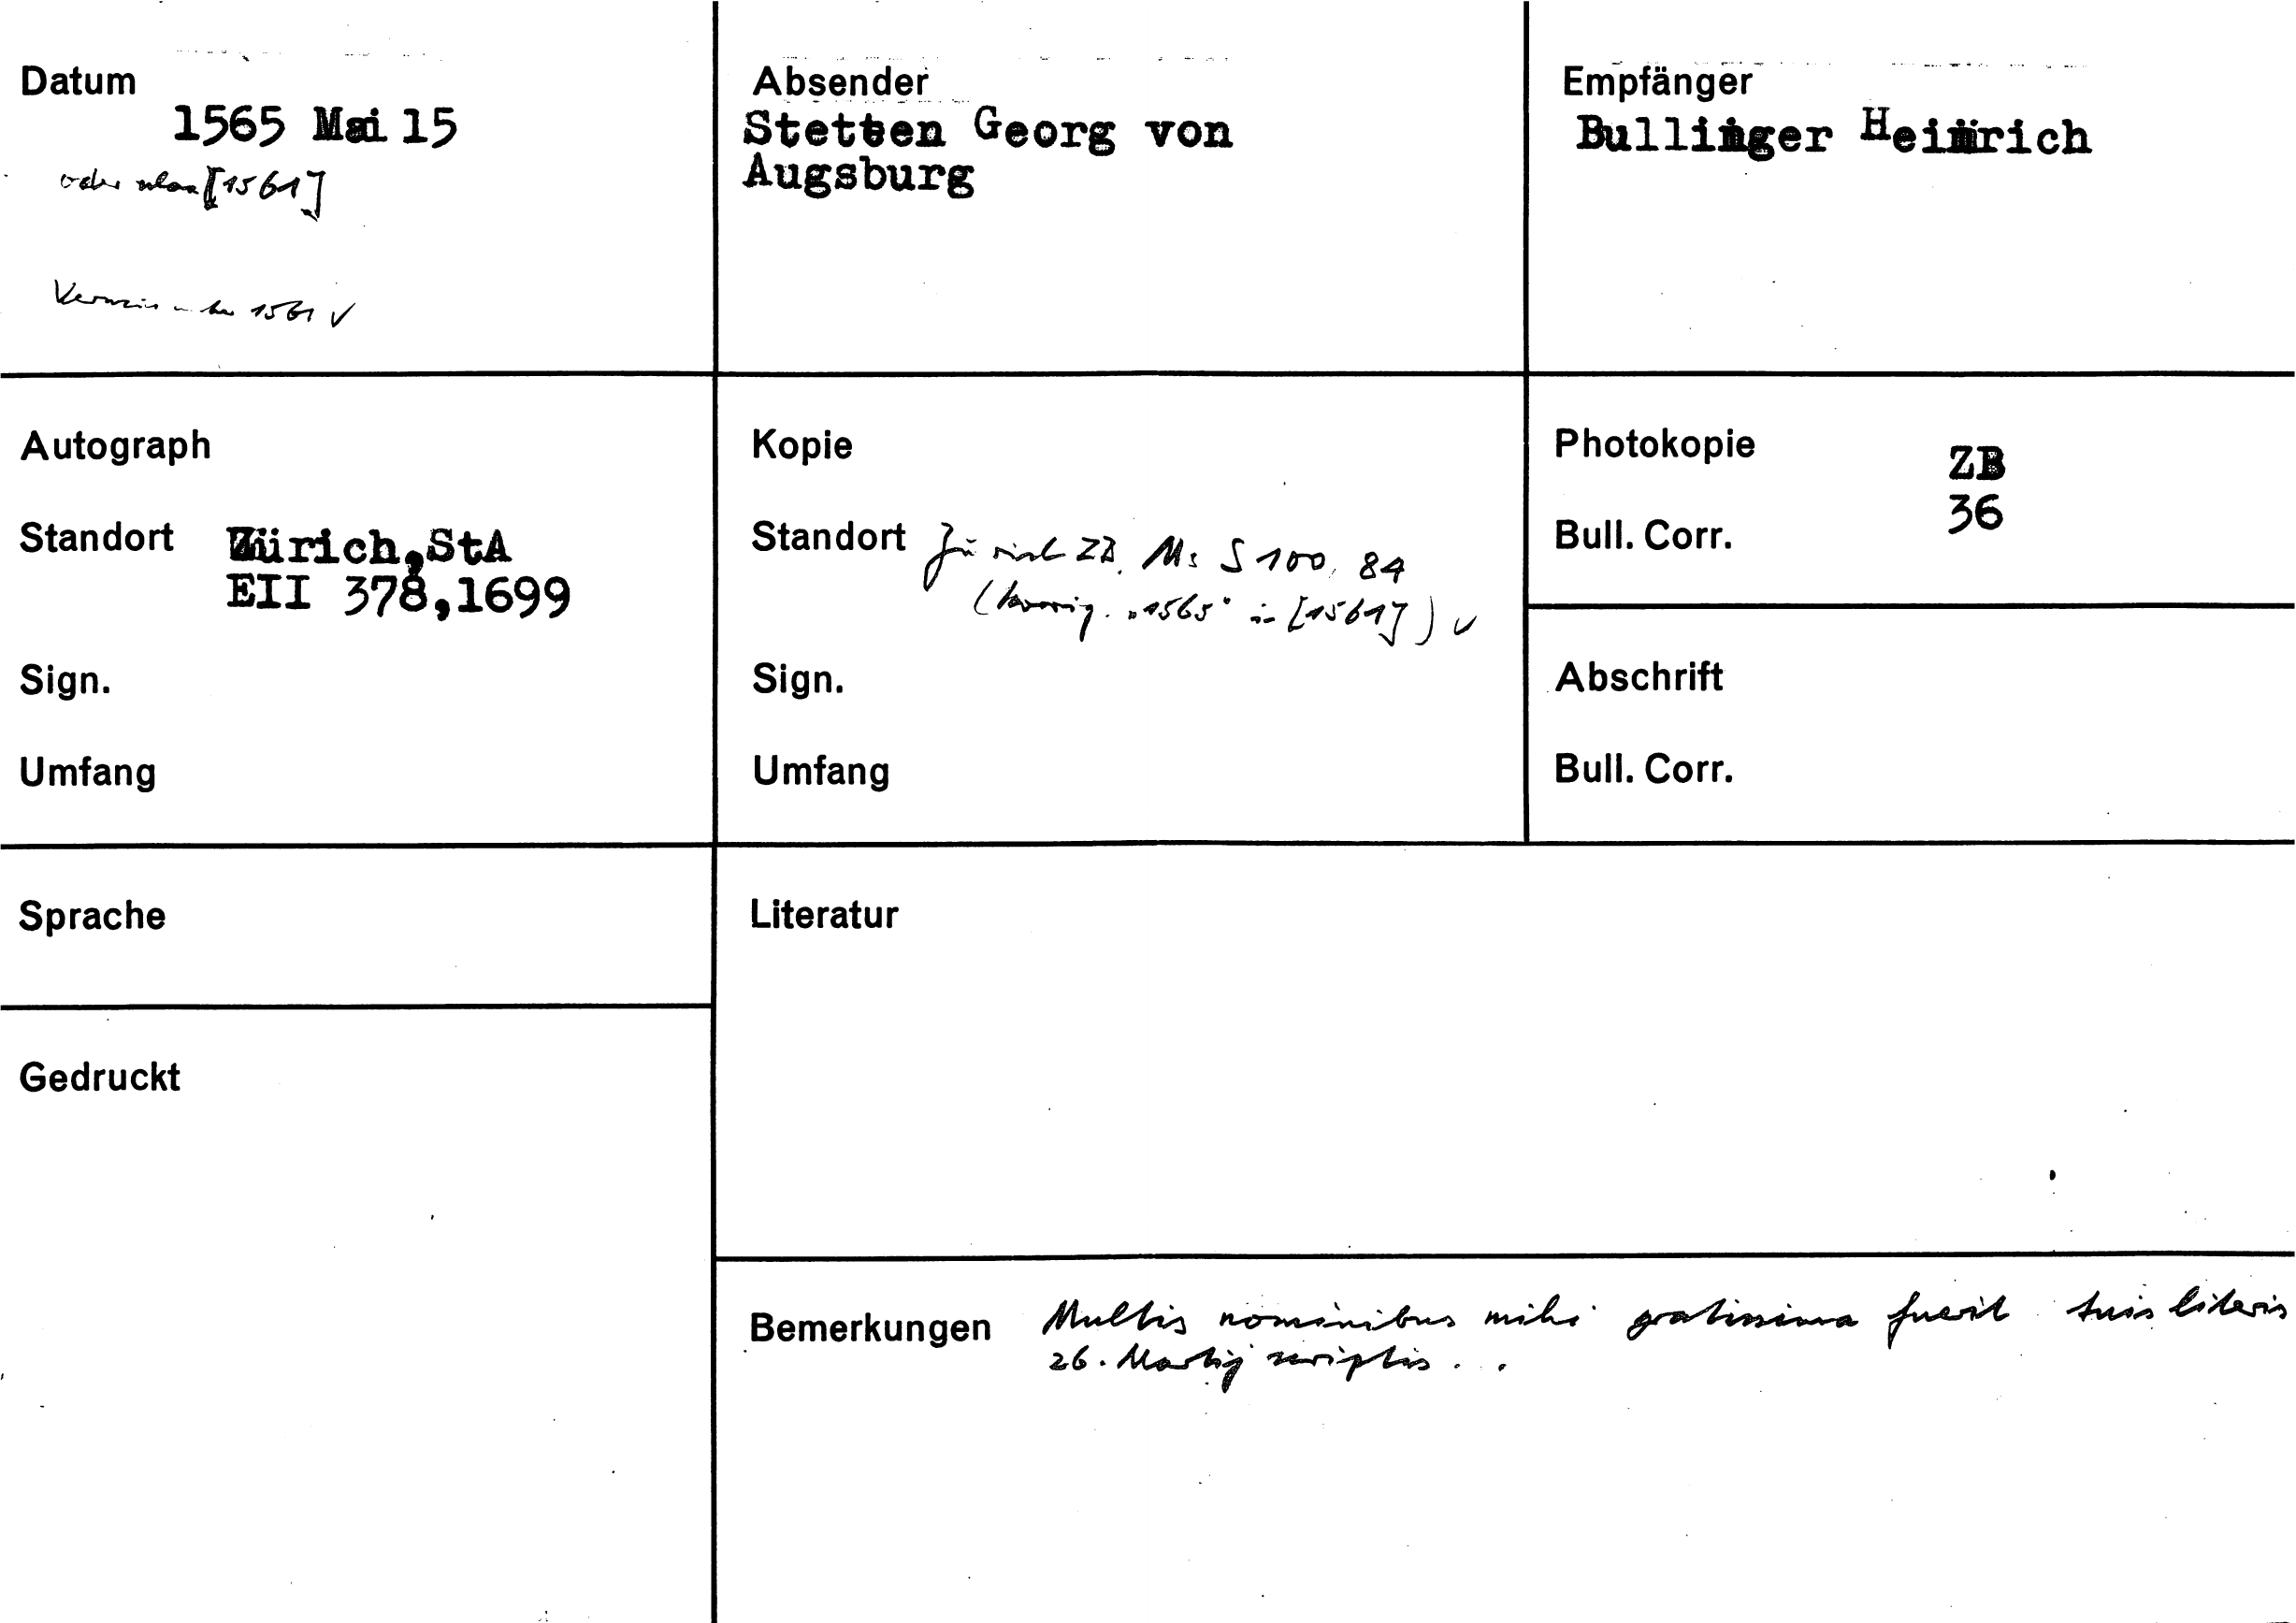 Datum
1565 Mai 15
oder [1561]
Verweis unter 1561 ✓
Absender
Stetten Georg von
Augsburg
Empfänger
Bullinger Heinrich
Autograph
Standort Zürich,StA
EII 378,1699
Sign.
Umfang
Kopie
Standort Zürich ZB, Ms S 100, 84
(korrig. „1565" in [1561]) ✓
Sign.
Umfang
Photokopie ZB
Bull. Corr. 36
Abschrift
Bull. Corr.
Sprache
Gedruckt
Literatur
Bemerkungen Multis nominibus mihi gratissima fuerit tuis literis
26. Martij scriptis...